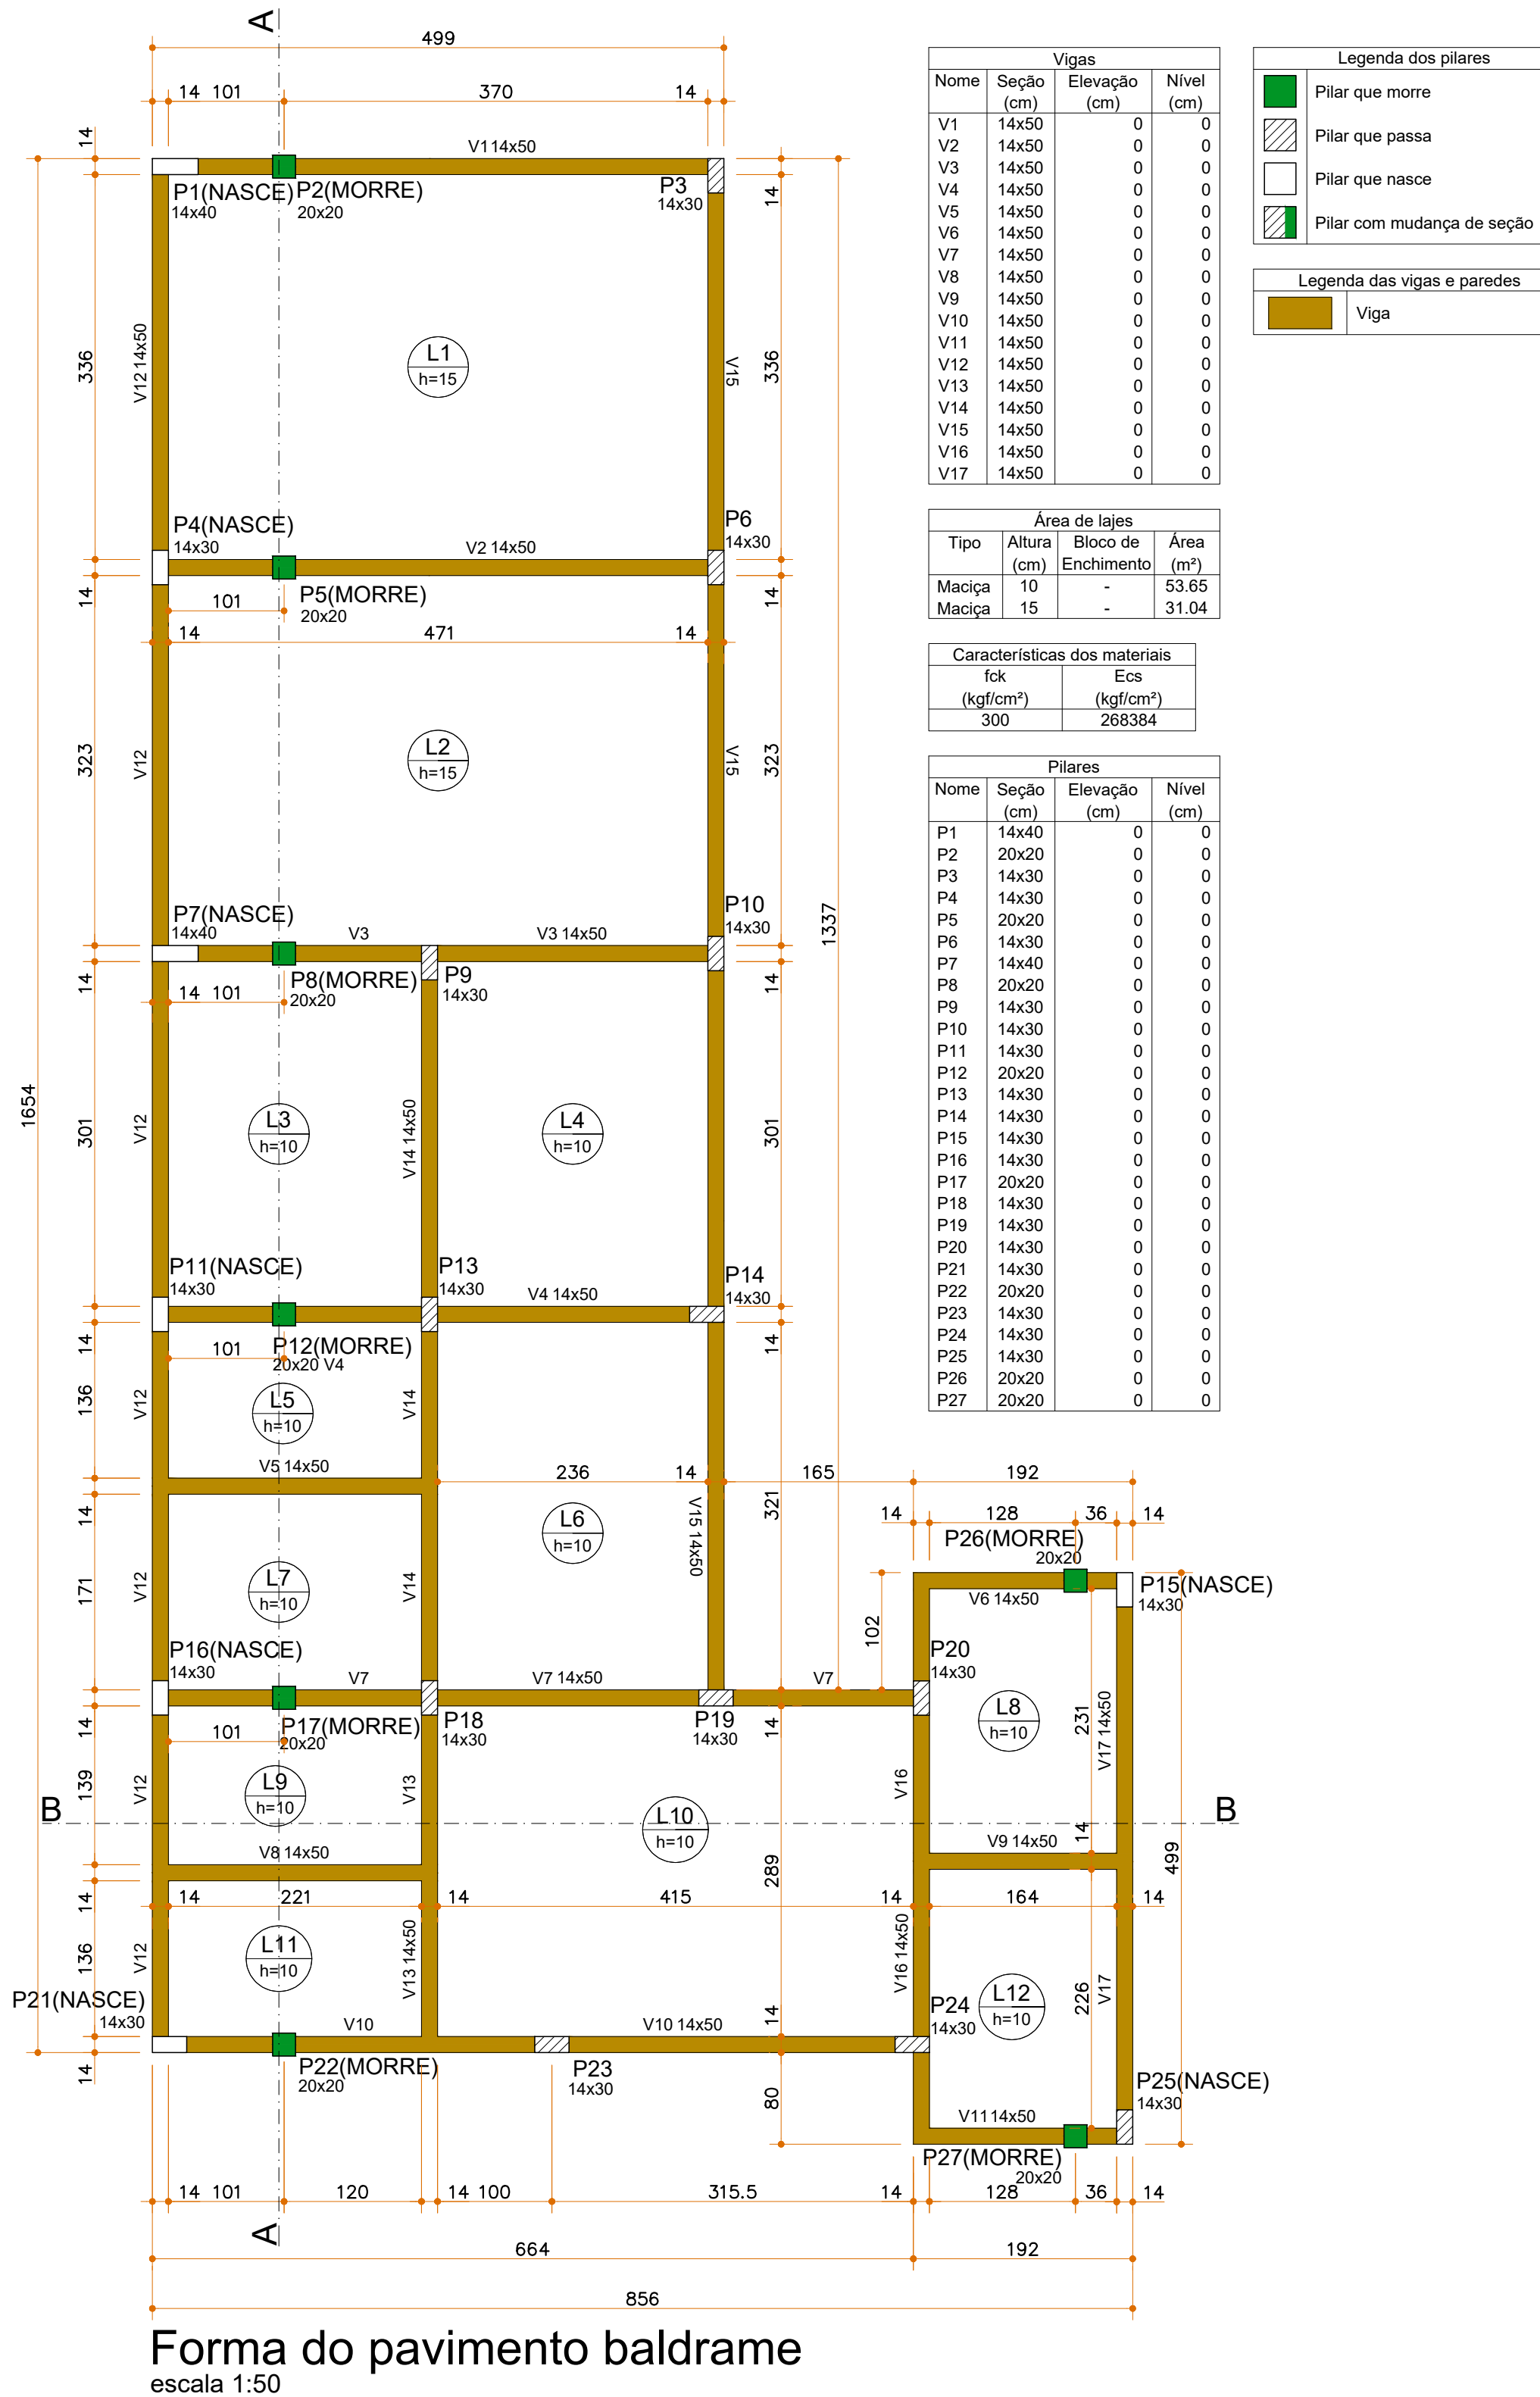 A
499
14 101 370 14
14
V1 14x50
P1(NASCE) P2(MORRE) P3
14x40 20x20 14x30
14
336
V12 14x50
L1
h=15
V15
336
P4(NASCE)
14x30
V2 14x50
P6
14x30
14
101
P5(MORRE)
20x20
14
14 471 14
323
V12
L2
h=15
V15
323
1337
P7(NASCE)
14x40
V3
V3 14x50
P10
14x30
14
14 101
P8(MORRE)
20x20
P9
14x30
14
1654
301
V12
L3
h=10
V14 14x50
L4
h=10
301
P11(NASCE)
14x30
P13
14x30
V4 14x50
P14
14x30
14
101
P12(MORRE)
20x20 V4
14
136
V12
L5
h=10
V14
V5 14x50
236 14 165 192
14
321
14 128 36 14
V15 14x50
L6
h=10
P26(MORRE)
20x20
171
V12
L7
h=10
V14
V6 14x50
P15(NASCE)
14x30
102
P16(NASCE)
14x30
V7
V7 14x50
V7
P20
14x30
14
101
P17(MORRE)
20x20
P18
14x30
P19
14x30
14
L8
h=10
231
V17 14x50
139
V12
L9
h=10
V13
V16
B
B
L10
h=10
V8 14x50
V9 14x50
14
499
289
14
14 221 14 415 14 164 14
136
V12
L11
h=10
V13 14x50
V16 14x50
L12
h=10
226
V17
P21(NASCE)
14x30
V10
V10 14x50
14
P24
14x30
14
P22(MORRE)
20x20
P23
14x30
80
P25(NASCE)
14x30
V11 14x50
P27(MORRE)
20x20
14 101 120 14 100 315.5 14 128 36 14
A
664 192
856
Forma do pavimento baldrame
escala 1:50
Vigas
Nome Seção Elevação Nível
(cm) (cm) (cm)
V1 14x50 0 0
V2 14x50 0 0
V3 14x50 0 0
V4 14x50 0 0
V5 14x50 0 0
V6 14x50 0 0
V7 14x50 0 0
V8 14x50 0 0
V9 14x50 0 0
V10 14x50 0 0
V11 14x50 0 0
V12 14x50 0 0
V13 14x50 0 0
V14 14x50 0 0
V15 14x50 0 0
V16 14x50 0 0
V17 14x50 0 0
Área de lajes
Tipo Altura Bloco de Área
(cm) Enchimento (m²)
Maciça 10 - 53.65
Maciça 15 - 31.04
Características dos materiais
fck Ecs
(kgf/cm²) (kgf/cm²)
300 268384
Pilares
Nome Seção Elevação Nível
(cm) (cm) (cm)
P1 14x40 0 0
P2 20x20 0 0
P3 14x30 0 0
P4 14x30 0 0
P5 20x20 0 0
P6 14x30 0 0
P7 14x40 0 0
P8 20x20 0 0
P9 14x30 0 0
P10 14x30 0 0
P11 14x30 0 0
P12 20x20 0 0
P13 14x30 0 0
P14 14x30 0 0
P15 14x30 0 0
P16 14x30 0 0
P17 20x20 0 0
P18 14x30 0 0
P19 14x30 0 0
P20 14x30 0 0
P21 14x30 0 0
P22 20x20 0 0
P23 14x30 0 0
P24 14x30 0 0
P25 14x30 0 0
P26 20x20 0 0
P27 20x20 0 0
Legenda dos pilares
Pilar que morre
Pilar que passa
Pilar que nasce
Pilar com mudança de seção
Legenda das vigas e paredes
Viga